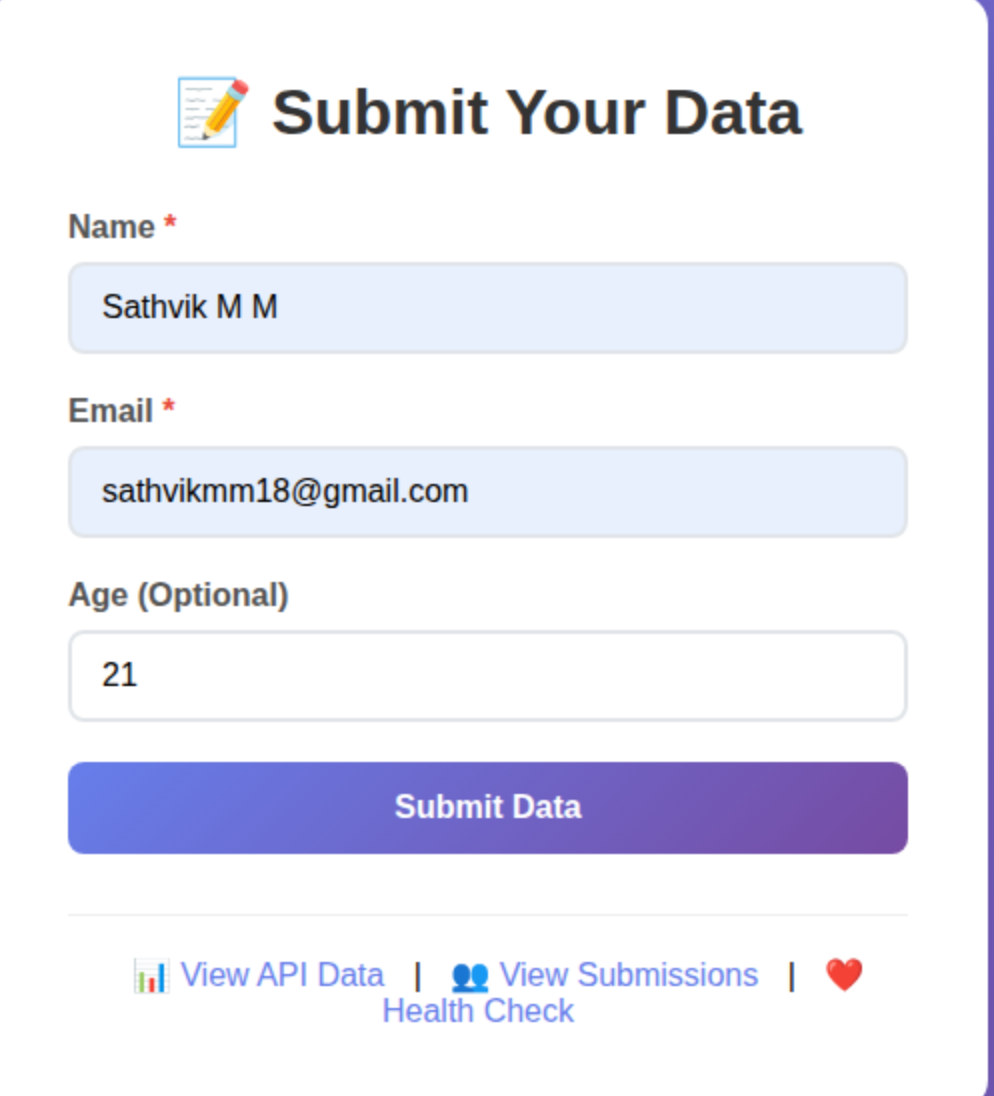 📝 Submit Your Data
Name *
Sathvik M M
Email *
sathvikmm18@gmail.com
Age (Optional)
21
Submit Data
📊 View API Data | 👥 View Submissions | ❤️
Health Check